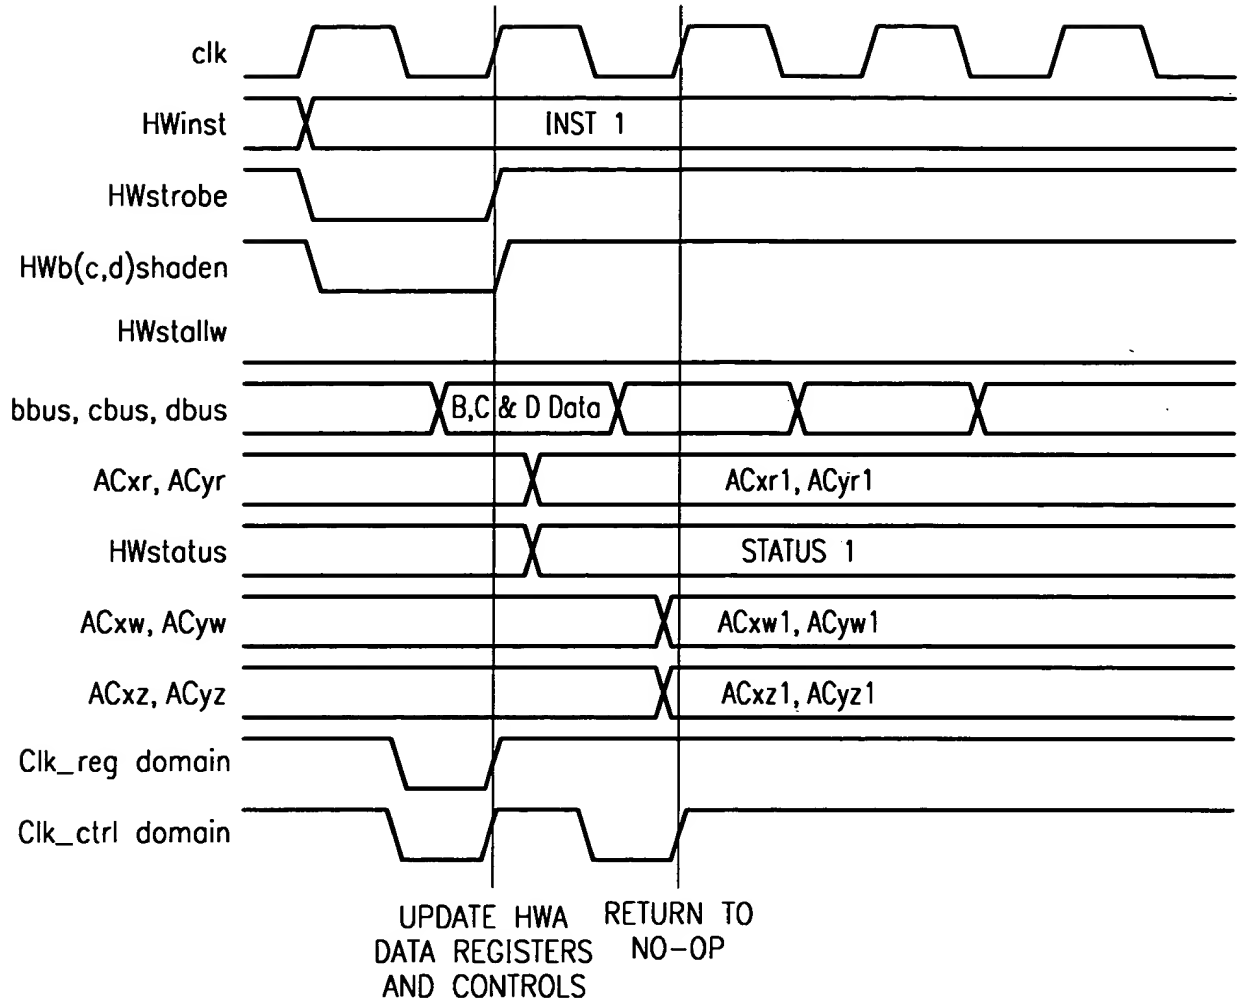 clk
HWinst
INST 1
HWstrobe
HWb(c,d)shaden
HWstallw
bbus, cbus, dbus
B,C & D Data
ACxr, ACyr
ACxr1, ACyr1
HWstatus
STATUS 1
ACxw, ACyw
ACxw1, ACyw1
ACxz, ACyz
ACxz1, ACyz1
Clk_reg domain
Clk_ctrl domain
UPDATE HWA
DATA REGISTERS
AND CONTROLS
RETURN TO
NO-OP